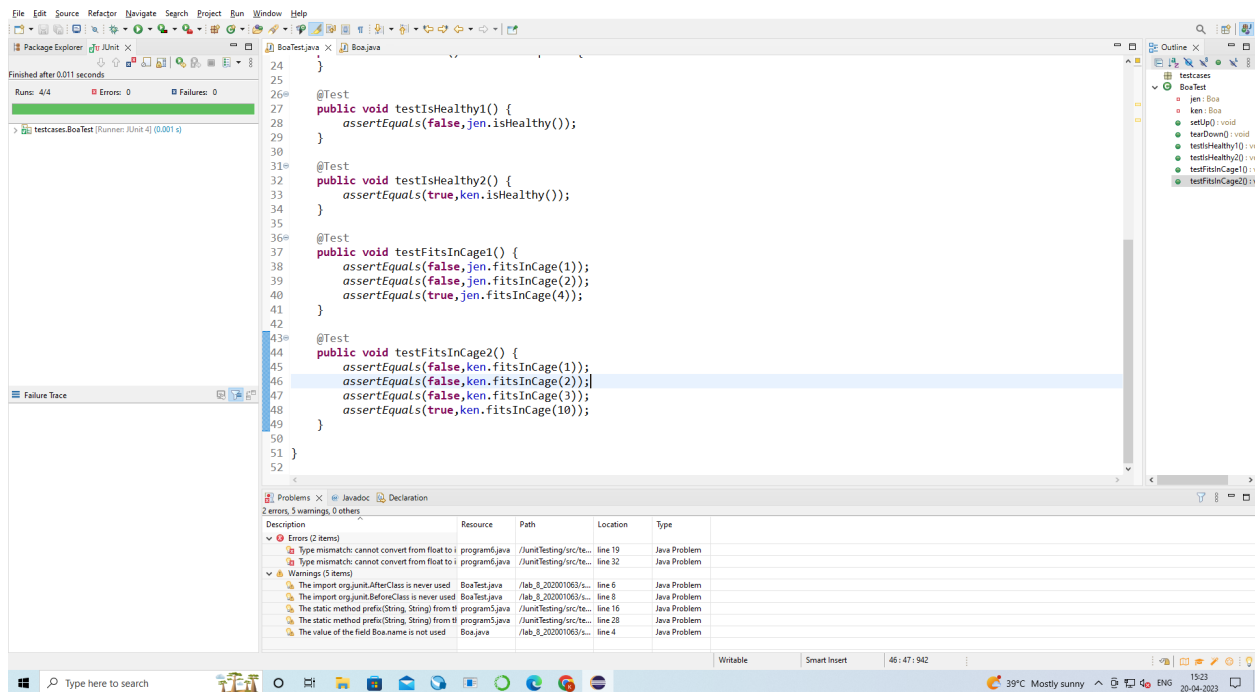 File Edit Source Refactor Navigate Search Project Run Window Help
Package Explorer JUnit
Finished after 0.011 seconds
Runs: 4/4 Errors: 0 Failures: 0
testcases.BoaTest [Runner: JUnit 4] (0.001 s)
Failure Trace
BoaTest.java Boa.java
24 }
25
26 @Test
27 public void testIsHealthy1() {
28 assertEquals(false,jen.isHealthy());
29 }
30
31 @Test
32 public void testIsHealthy2() {
33 assertEquals(true,ken.isHealthy());
34 }
35
36 @Test
37 public void testFitsInCage1() {
38 assertEquals(false,jen.fitsInCage(1));
39 assertEquals(false,jen.fitsInCage(2));
40 assertEquals(true,jen.fitsInCage(4));
41 }
42
43 @Test
44 public void testFitsInCage2() {
45 assertEquals(false,ken.fitsInCage(1));
46 assertEquals(false,ken.fitsInCage(2));
47 assertEquals(false,ken.fitsInCage(3));
48 assertEquals(true,ken.fitsInCage(10));
49 }
50
51 }
52
Outline
testcases
BoaTest
jen : Boa
ken : Boa
setUp() : void
tearDown() : void
testIsHealthy1() : v
testIsHealthy2() : v
testFitsInCage1() :
testFitsInCage2() :
Problems Javadoc Declaration
2 errors, 5 warnings, 0 others
Description Resource Path Location Type
Errors (2 items)
Type mismatch: cannot convert from float to i program6.java /JunitTesting/src/te... line 19 Java Problem
Type mismatch: cannot convert from float to i program6.java /JunitTesting/src/te... line 32 Java Problem
Warnings (5 items)
The import org.junit.AfterClass is never used BoaTest.java /lab_8_202001063/s... line 6 Java Problem
The import org.junit.BeforeClass is never used BoaTest.java /lab_8_202001063/s... line 8 Java Problem
The static method prefix(String, String) from th program5.java /JunitTesting/src/te... line 16 Java Problem
The static method prefix(String, String) from th program5.java /JunitTesting/src/te... line 28 Java Problem
The value of the field Boa.name is not used Boa.java /lab_8_202001063/s... line 4 Java Problem
Writable Smart Insert 46 : 47 : 942
Type here to search
39°C Mostly sunny ENG 15:23
20-04-2023